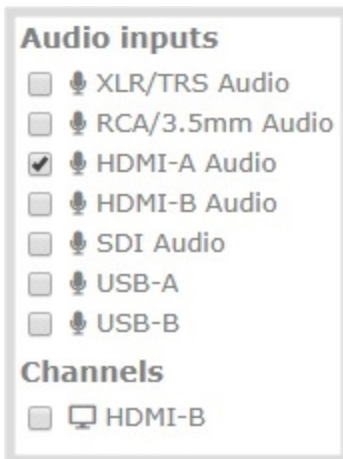 Audio inputs
XLR/TRS Audio
RCA/3.5mm Audio
HDMI-A Audio
HDMI-B Audio
SDI Audio
USB-A
USB-B
Channels
HDMI-B